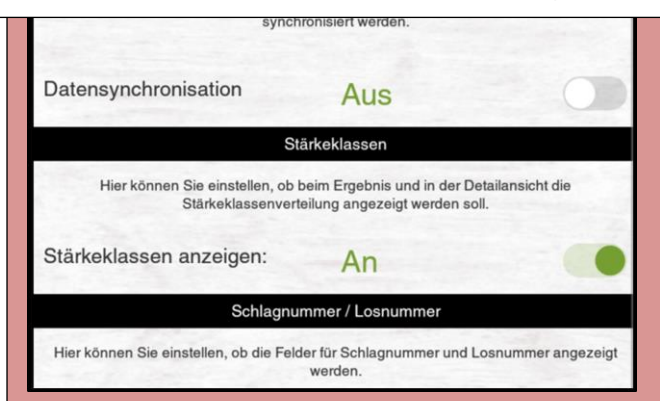 synchronisiert werden.
Datensynchronisation Aus
Stärkeklassen
Hier können Sie einstellen, ob beim Ergebnis und in der Detailansicht die
Stärkeklassenverteilung angezeigt werden soll.
Stärkeklassen anzeigen: An
Schlagnummer / Losnummer
Hier können Sie einstellen, ob die Felder für Schlagnummer und Losnummer angezeigt
werden.